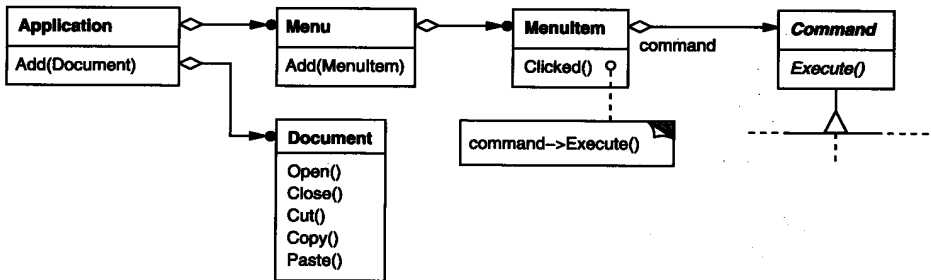 Application
Add(Document)
Menu
Add(MenuItem)
MenuItem
Clicked()
command
Command
Execute()
command->Execute()
Document
Open()
Close()
Cut()
Copy()
Paste()